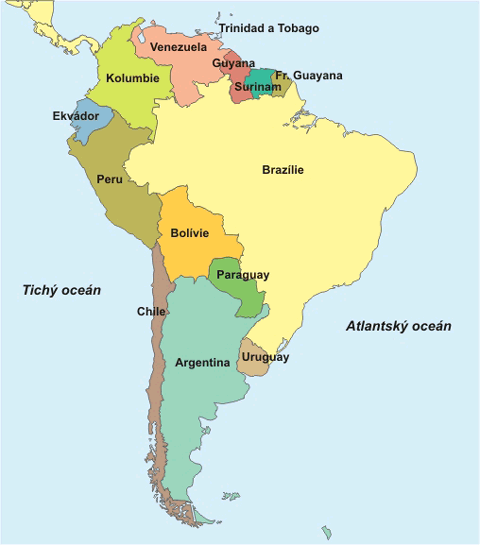 Trinidad a Tobago
Venezuela
Guyana
Kolumbie
Fr. Guayana
Surinam
Ekvádor
Brazílie
Peru
Bolívie
Paraguay
Tichý oceán
Chile
Atlantský oceán
Uruguay
Argentina